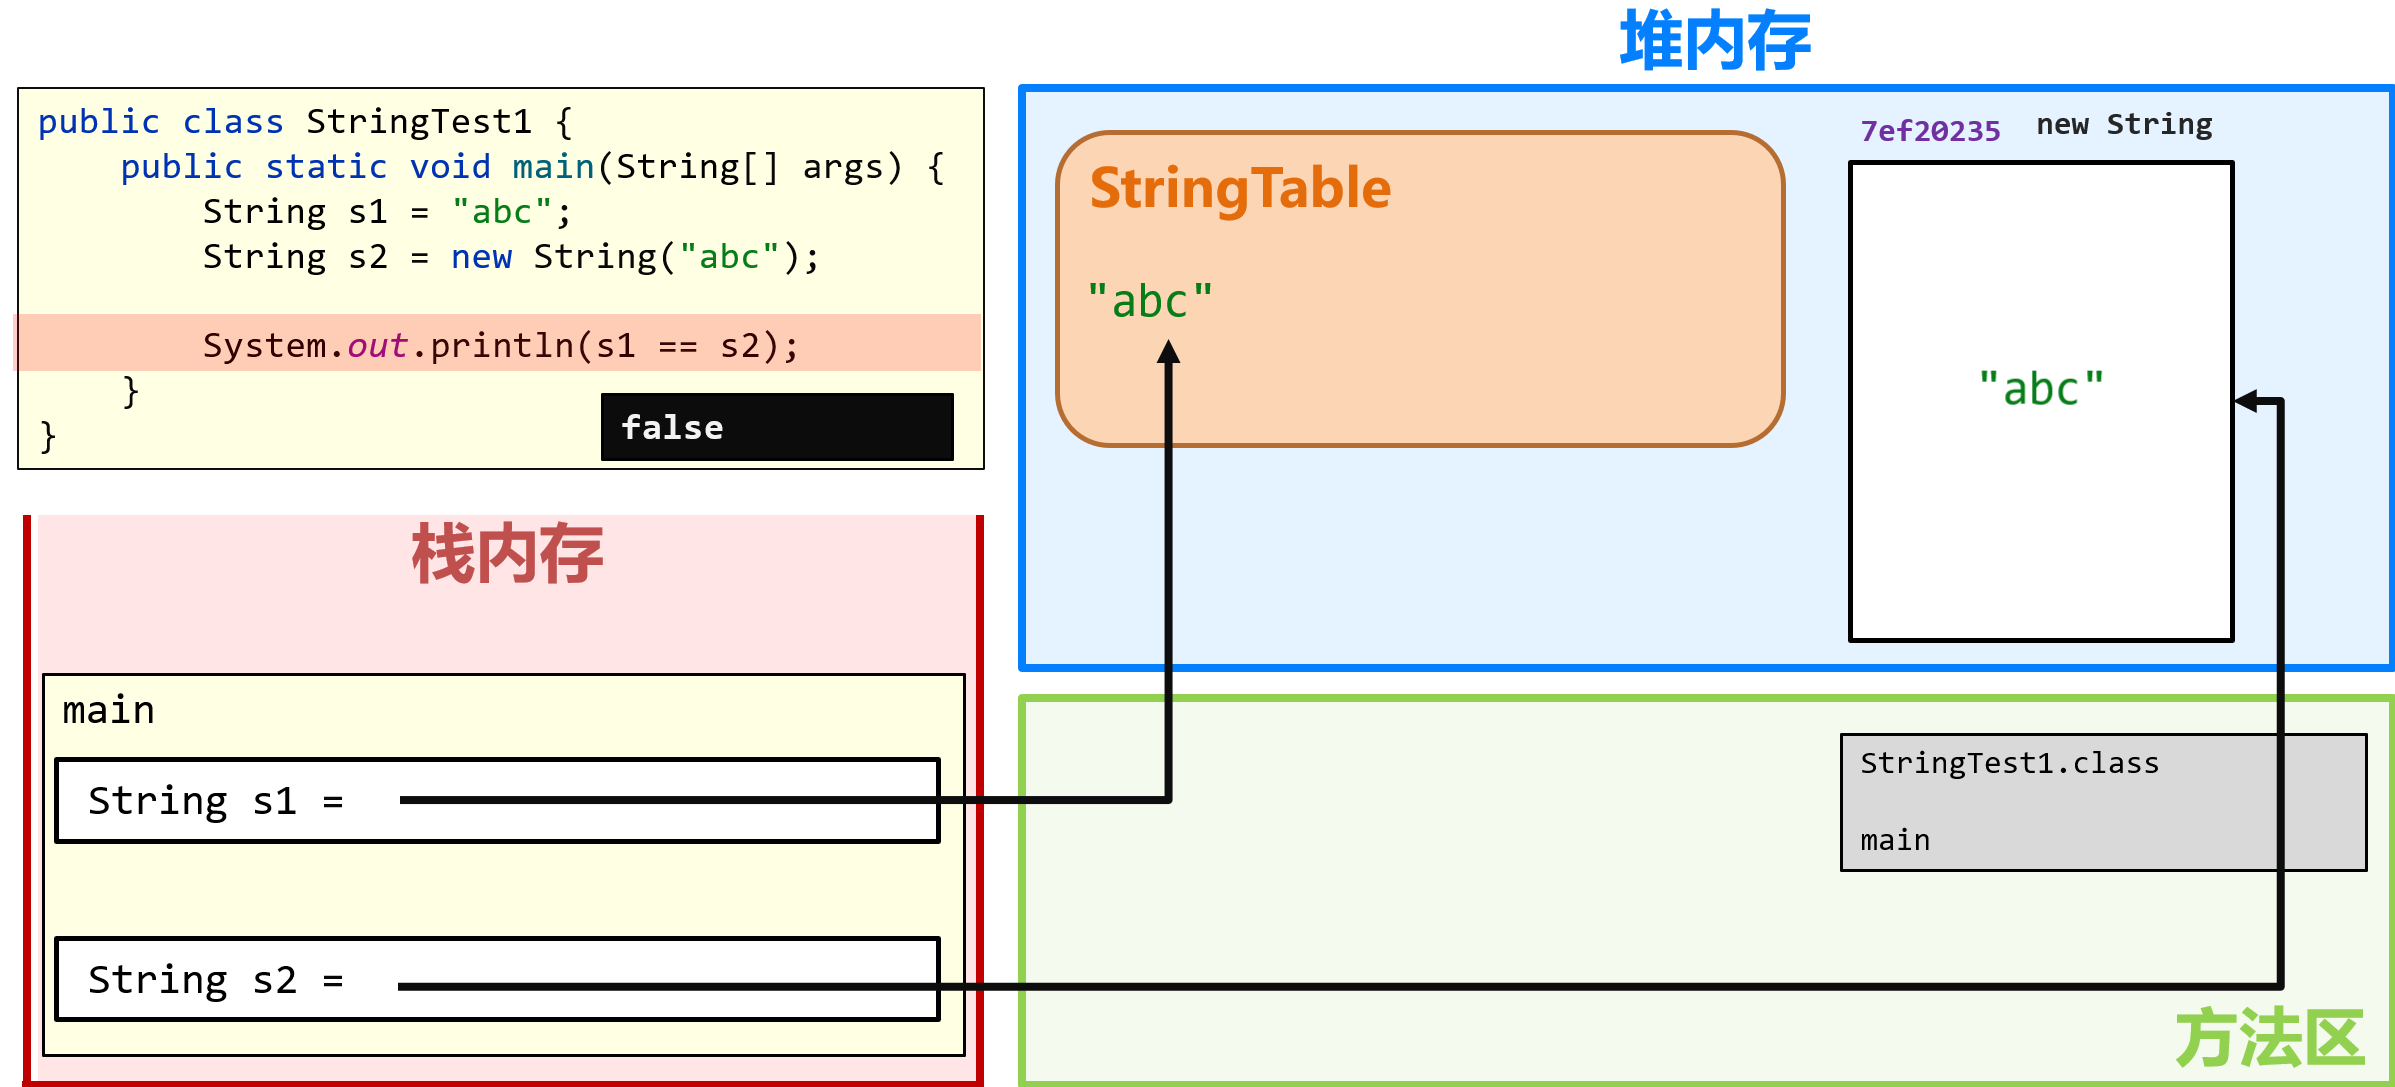 堆内存
public class StringTest1 {
    public static void main(String[] args) {
        String s1 = "abc";
        String s2 = new String("abc");
        System.out.println(s1 == s2);
    }
}
false
StringTable
"abc"
7ef20235 new String
"abc"
栈内存
main
String s1 =
String s2 =
StringTest1.class
main
方法区